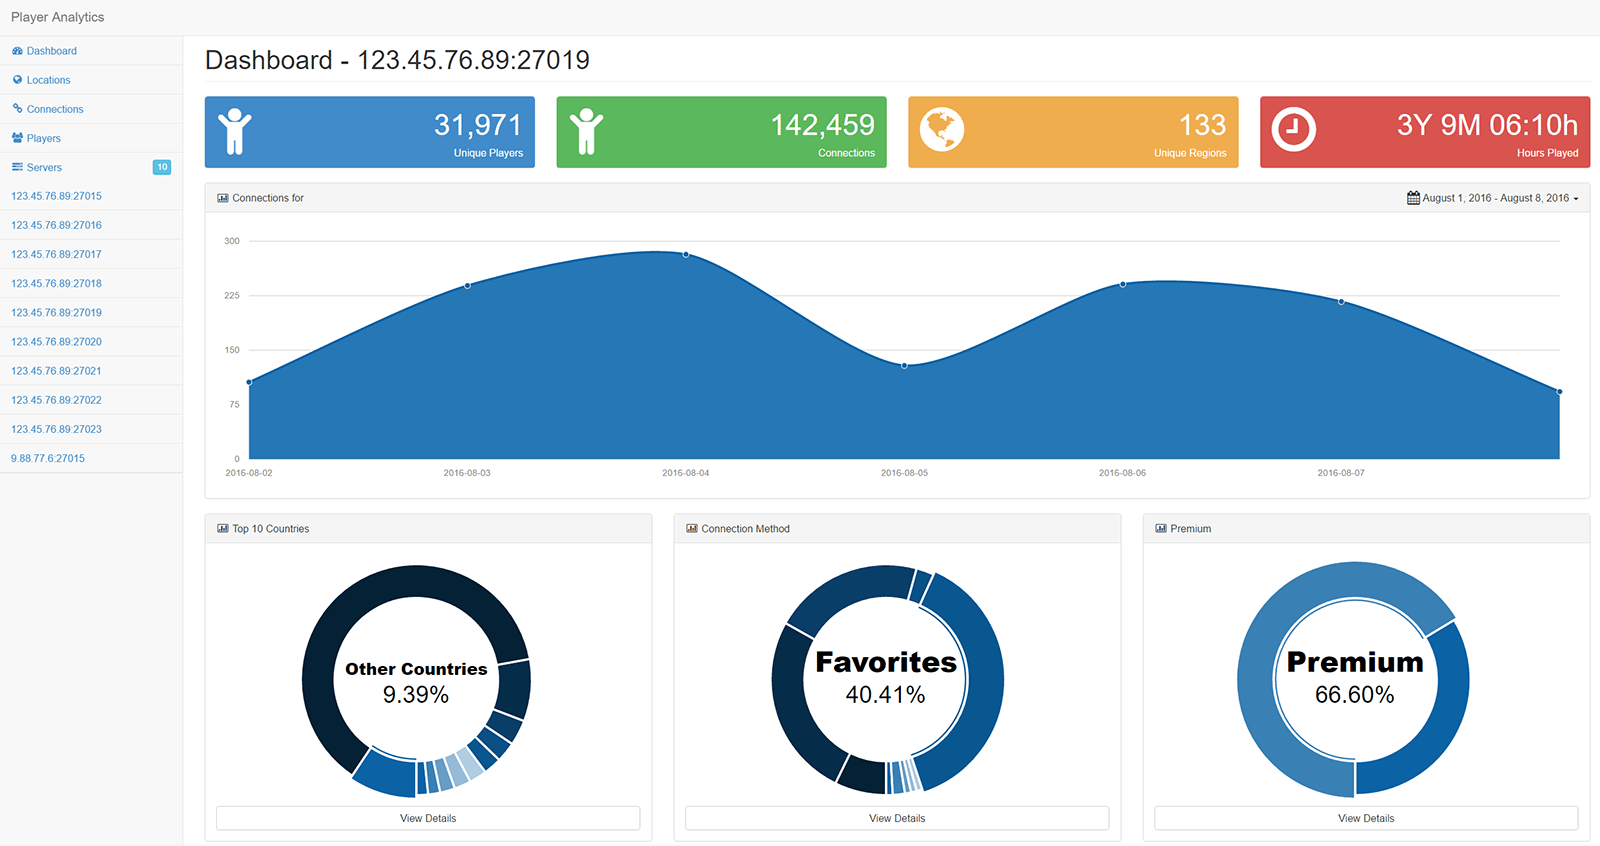 Player Analytics
Dashboard
Locations
Connections
Players
Servers 10
123.45.76.89:27015
123.45.76.89:27016
123.45.76.89:27017
123.45.76.89:27018
123.45.76.89:27019
123.45.76.89:27020
123.45.76.89:27021
123.45.76.89:27022
123.45.76.89:27023
9.88.77.6:27015
Dashboard - 123.45.76.89:27019
31,971
Unique Players
142,459
Connections
133
Unique Regions
3Y 9M 06:10h
Hours Played
Connections for
August 1, 2016 - August 8, 2016
300
225
150
75
0
2016-08-02 2016-08-03 2016-08-04 2016-08-05 2016-08-06 2016-08-07
Top 10 Countries
Other Countries
9.39%
View Details
Connection Method
Favorites
40.41%
View Details
Premium
Premium
66.60%
View Details